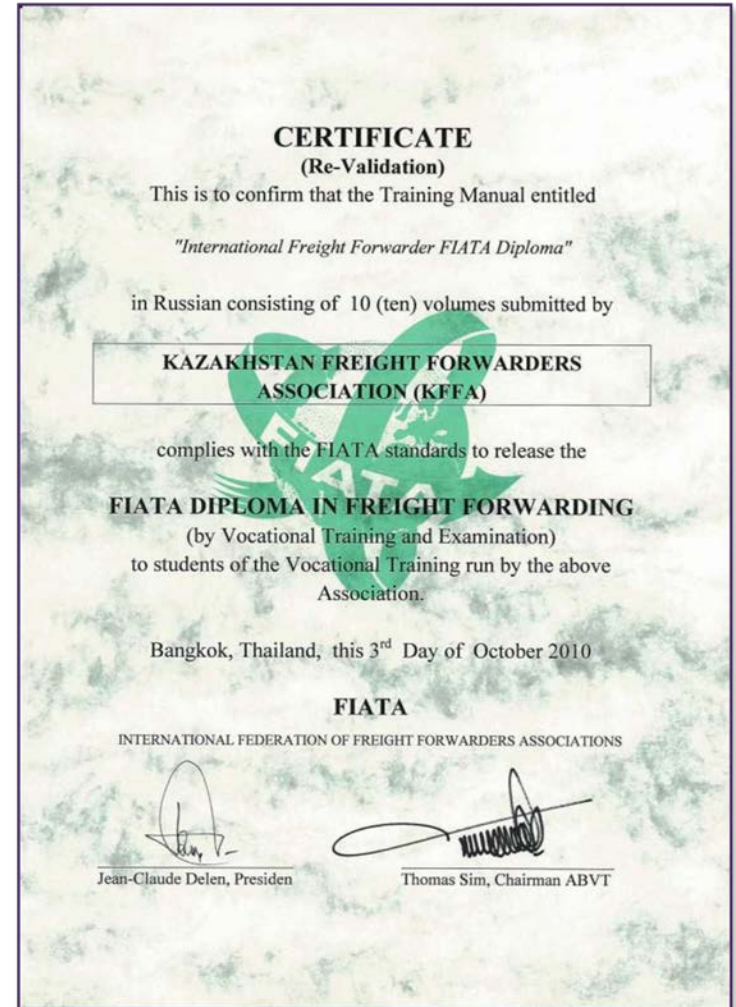 CERTIFICATE
(Re-Validation)
This is to confirm that the Training Manual entitled
"International Freight Forwarder FIATA Diploma"
in Russian consisting of 10 (ten) volumes submitted by
KAZAKHSTAN FREIGHT FORWARDERS
ASSOCIATION (KFFA)
complies with the FIATA standards to release the
FIATA
FIATA DIPLOMA IN FREIGHT FORWARDING
(by Vocational Training and Examination)
to students of the Vocational Training run by the above
Association.
Bangkok, Thailand, this 3rd Day of October 2010
FIATA
INTERNATIONAL FEDERATION OF FREIGHT FORWARDERS ASSOCIATIONS
Jean-Claude Delen, Presiden
Thomas Sim, Chairman ABVT